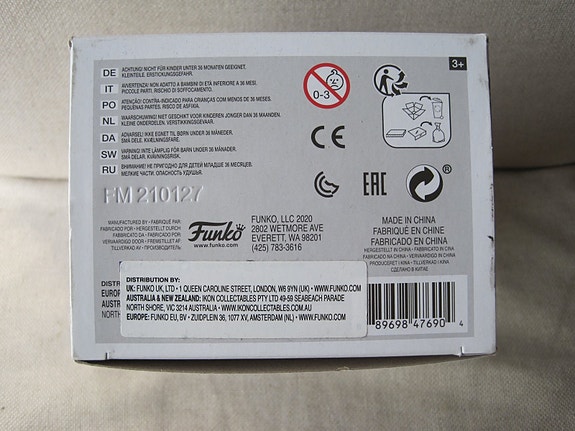 DE ACHTUNG! NICHT FÜR KINDER UNTER 36 MONATEN GEEIGNET.
KLEINTEILE. ERSTICKUNGSGEFAHR.
IT AVVERTENZA: NON ADATTO A BAMBINI DI ETÀ INFERIORE A 36 MESI.
PICCOLE PARTI. RISCHIO DI SOFFOCAMENTO.
PO ATENÇÃO: CONTRA-INDICADO PARA CRIANÇAS COM MENOS DE 36 MESES.
PEQUENAS PARTES. RISCO DE ASFIXIA.
NL WAARSCHUWING! NIET GESCHIKT VOOR KINDEREN JONGER DAN 36 MAANDEN.
KLEINE ONDERDELEN. VERSTIKKINGSGEVAAR.
DA ADVARSEL! IKKE EGNET TIL BØRN UNDER 36 MÅNEDER.
SMÅ DELE. KVÆLNINGSFARE.
SW VARNING! INTE LÄMPLIG FÖR BARN UNDER 36 MÅNADER.
SMÅ DELAR. KVÄVNINGSRISK.
RU ВНИМАНИЕ! НЕ ПРИГОДНО ДЛЯ ДЕТЕЙ МЛАДШЕ 36 МЕСЯЦЕВ.
МЕЛКИЕ ЧАСТИ. ОПАСНОСТЬ УДУШЬЯ.
0-3
3+
CE
EAC
FM 210127
MANUFACTURED BY • FABRIQUÉ PAR
FABRICADO POR • HERGESTELLT DURCH
FABBRICATO DA • FABRICADO POR
VERVAARDIGD DOOR • FREMSTILLET AF
TILLVERKAD AV • ПРОИЗВОДИТЕЛЬ
Funko
FUNKO, LLC 2020
2802 WETMORE AVE
EVERETT, WA 98201
(425) 783-3616
MADE IN CHINA
FABRIQUÉ EN CHINE
FABRICADO EN CHINA
HERGESTELLT IN CHINA • FABBRICATO IN CINA
FABRICADO NA CHINA • VERVAARDIGD IN CHINA
PRODUCERET I KINA • TILLVERKAD I KINA
СДЕЛАНО В КИТАЕ
DISTR
EUROP
DISTRIBUTION BY:
UK: FUNKO UK, LTD • 1 QUEEN CAROLINE STREET, LONDON, W6 9YN (UK) • WWW.FUNKO.COM
AUSTRALIA & NEW ZEALAND: IKON COLLECTABLES PTY LTD 49-59 SEABEACH PARADE
NORTH SHORE, VIC 3214 AUSTRALIA • WWW.IKONCOLLECTABLES.COM.AU
EUROPE: FUNKO EU, BV • ZUIDPLEIN 36, 1077 XV, AMSTERDAM (NL) • WWW.FUNKO.COM
89698 47690 4